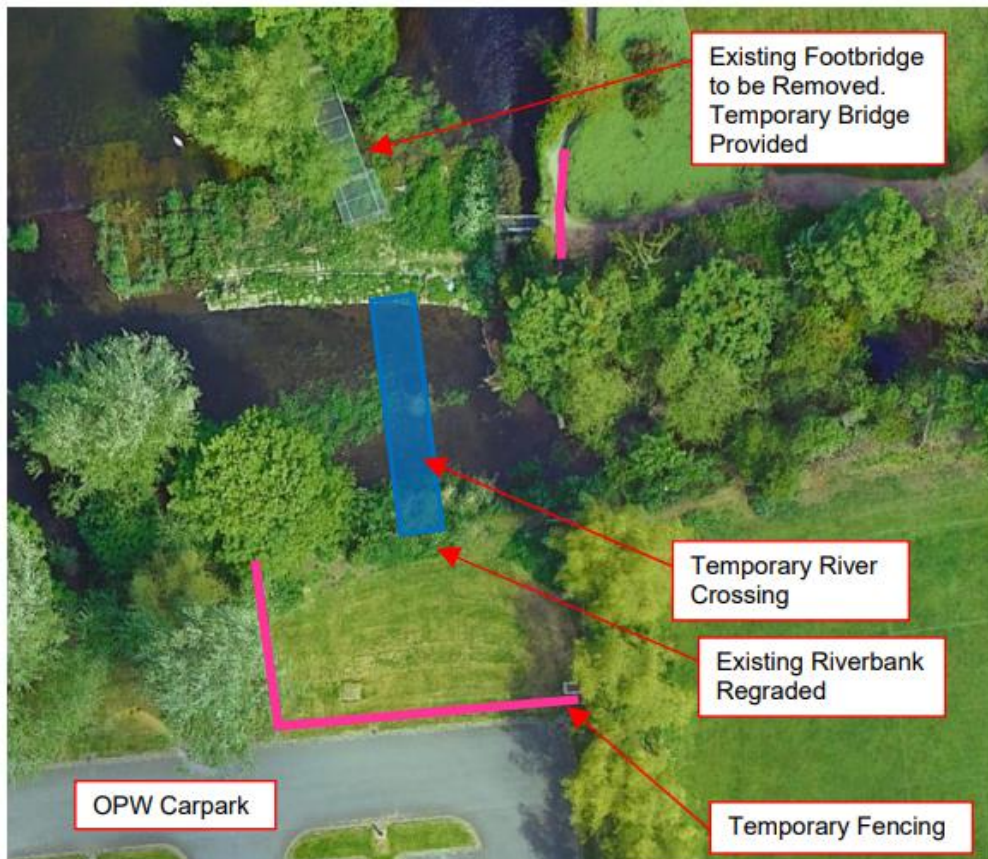 Existing Footbridge
to be Removed.
Temporary Bridge
Provided
Temporary River
Crossing
Existing Riverbank
Regraded
OPW Carpark
Temporary Fencing